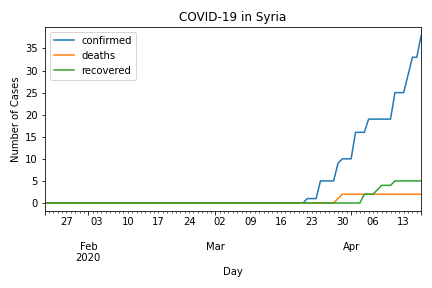 COVID-19 in Syria
confirmed
deaths
recovered
Number of Cases
35
30
25
20
15
10
5
0
27 03 10 17 24 02 09 16 23 30 06 13
Feb Mar Apr
2020
Day